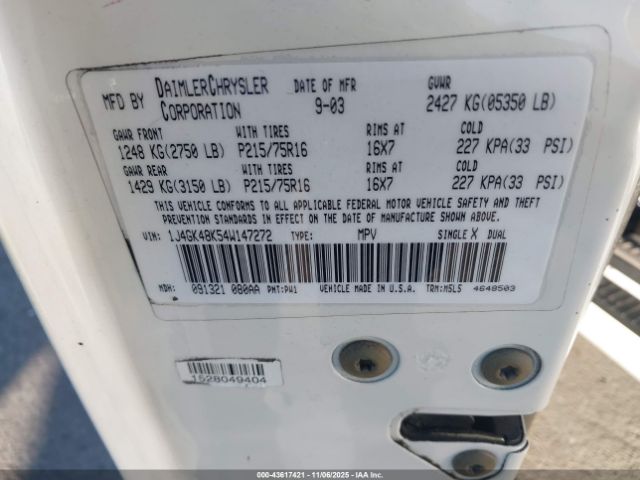 MFD BY DAIMLERCHRYSLER CORPORATION DATE OF MFR 9-03 GVWR 2427 KG(05350 LB)
GAWR FRONT WITH TIRES RIMS AT COLD
1248 KG(2750 LB) P215/75R16 16X7 227 KPA(33 PSI)
GAWR REAR WITH TIRES RIMS AT COLD
1429 KG(3150 LB) P215/75R16 16X7 227 KPA(33 PSI)
THIS VEHICLE CONFORMS TO ALL APPLICABLE FEDERAL MOTOR VEHICLE SAFETY AND THEFT
PREVENTION STANDARDS IN EFFECT ON THE DATE OF MANUFACTURE SHOWN ABOVE.
VIN: 1J4GK48K54W147272 TYPE: MPV SINGLE X DUAL
MDH: 091321 080AA PNT:PW1 VEHICLE MADE IN U.S.A. TRM:MSLS 4648503
1528049404
000-43617421 - 11/06/2025 - IAA Inc.